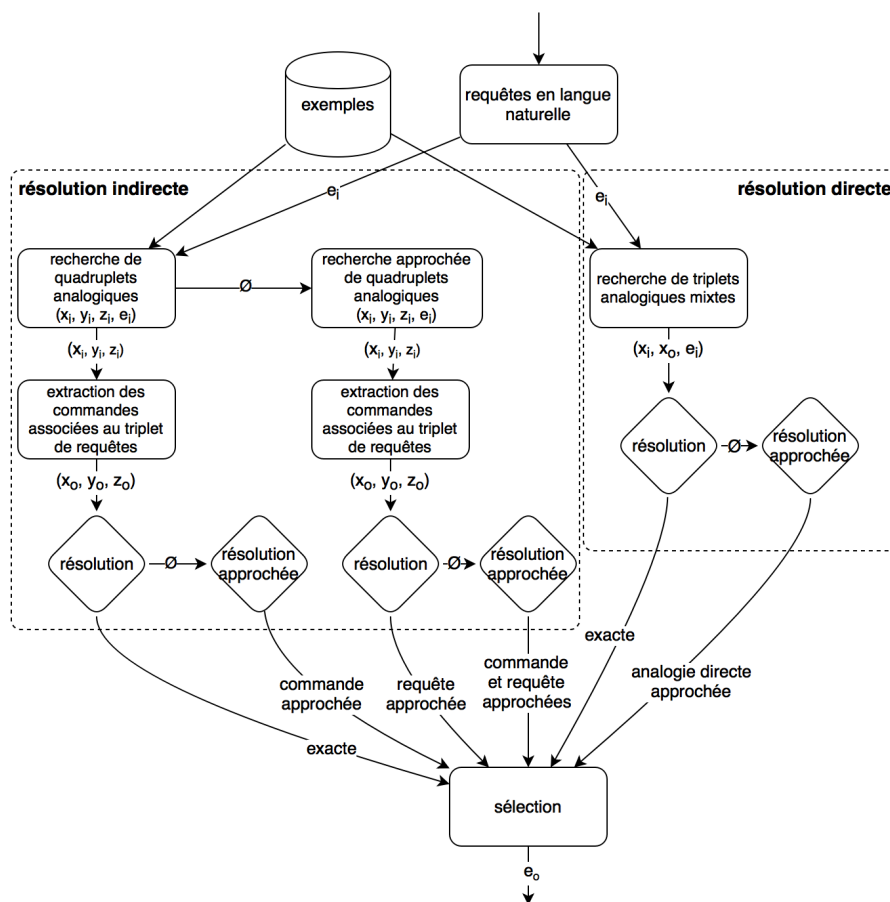 exemples
requêtes en langue
naturelle
résolution indirecte
résolution directe
eᵢ
eᵢ
recherche de
quadruplets
analogiques
(xᵢ, yᵢ, zᵢ, eᵢ)
Ø
recherche approchée
de quadruplets
analogiques
(xᵢ, yᵢ, zᵢ, eᵢ)
recherche de triplets
analogiques mixtes
(xᵢ, yᵢ, zᵢ)
(xᵢ, yᵢ, zᵢ)
(xᵢ, xₒ, eᵢ)
extraction des
commandes
associées au triplet
de requêtes
extraction des
commandes
associées au triplet
de requêtes
résolution
Ø
résolution
approchée
(xₒ, yₒ, zₒ)
(xₒ, yₒ, zₒ)
résolution
Ø
résolution
approchée
résolution
Ø
résolution
approchée
exacte
commande
approchée
requête
approchée
commande
et requête
approchées
analogie directe
approchée
exacte
sélection
eₒ